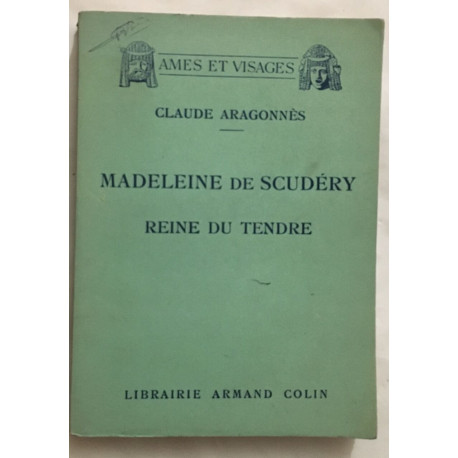 AMES ET VISAGES
CLAUDE ARAGONNÈS
MADELEINE DE SCUDÉRY
REINE DU TENDRE
LIBRAIRIE ARMAND COLIN